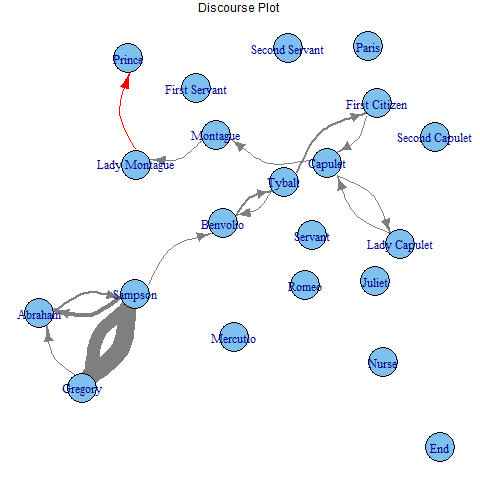 Discourse Plot
Second Servant
Paris
Prince
First Servant
First Citizen
Montague
Second Capulet
Lady Montague
Capulet
Tybalt
Benvolio
Servant
Lady Capulet
Romeo
Juliet
Sampson
Abraham
Mercutio
Nurse
Gregory
End